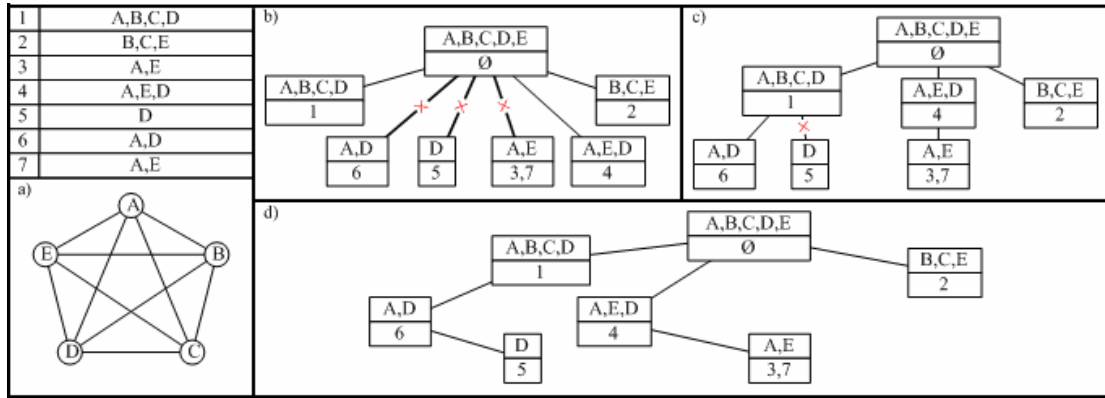 1 A,B,C,D
2 B,C,E
3 A,E
4 A,E,D
5 D
6 A,D
7 A,E
a)
A
E
B
D
C
b)
A,B,C,D,E
Ø
A,B,C,D
1
B,C,E
2
A,D
6
D
5
A,E
3,7
A,E,D
4
c)
A,B,C,D,E
Ø
A,B,C,D
1
A,E,D
4
B,C,E
2
A,D
6
D
5
A,E
3,7
d)
A,B,C,D,E
Ø
A,B,C,D
1
B,C,E
2
A,D
6
A,E,D
4
D
5
A,E
3,7